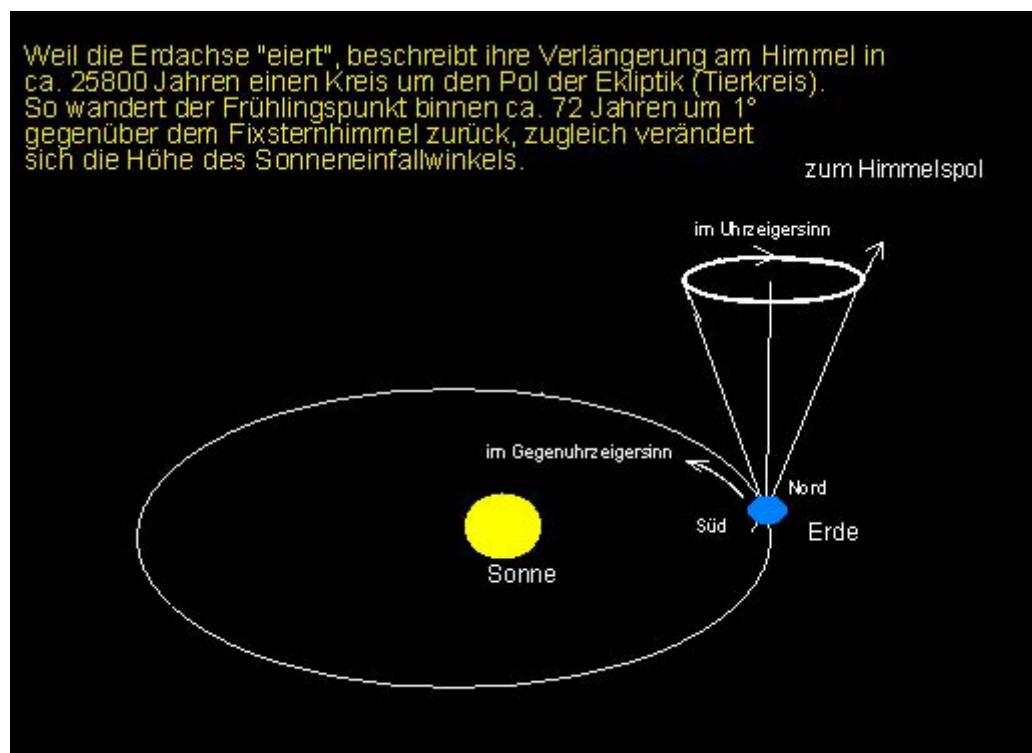 Weil die Erdachse "eiert", beschreibt ihre Verlängerung am Himmel in
ca. 25800 Jahren einen Kreis um den Pol der Ekliptik (Tierkreis).
So wandert der Frühlingspunkt binnen ca. 72 Jahren um 1°
gegenüber dem Fixsternhimmel zurück, zugleich verändert
sich die Höhe des Sonneneinfallwinkels.
zum Himmelspol
im Uhrzeigersinn
im Gegenuhrzeigersinn
Nord
Süd
Erde
Sonne